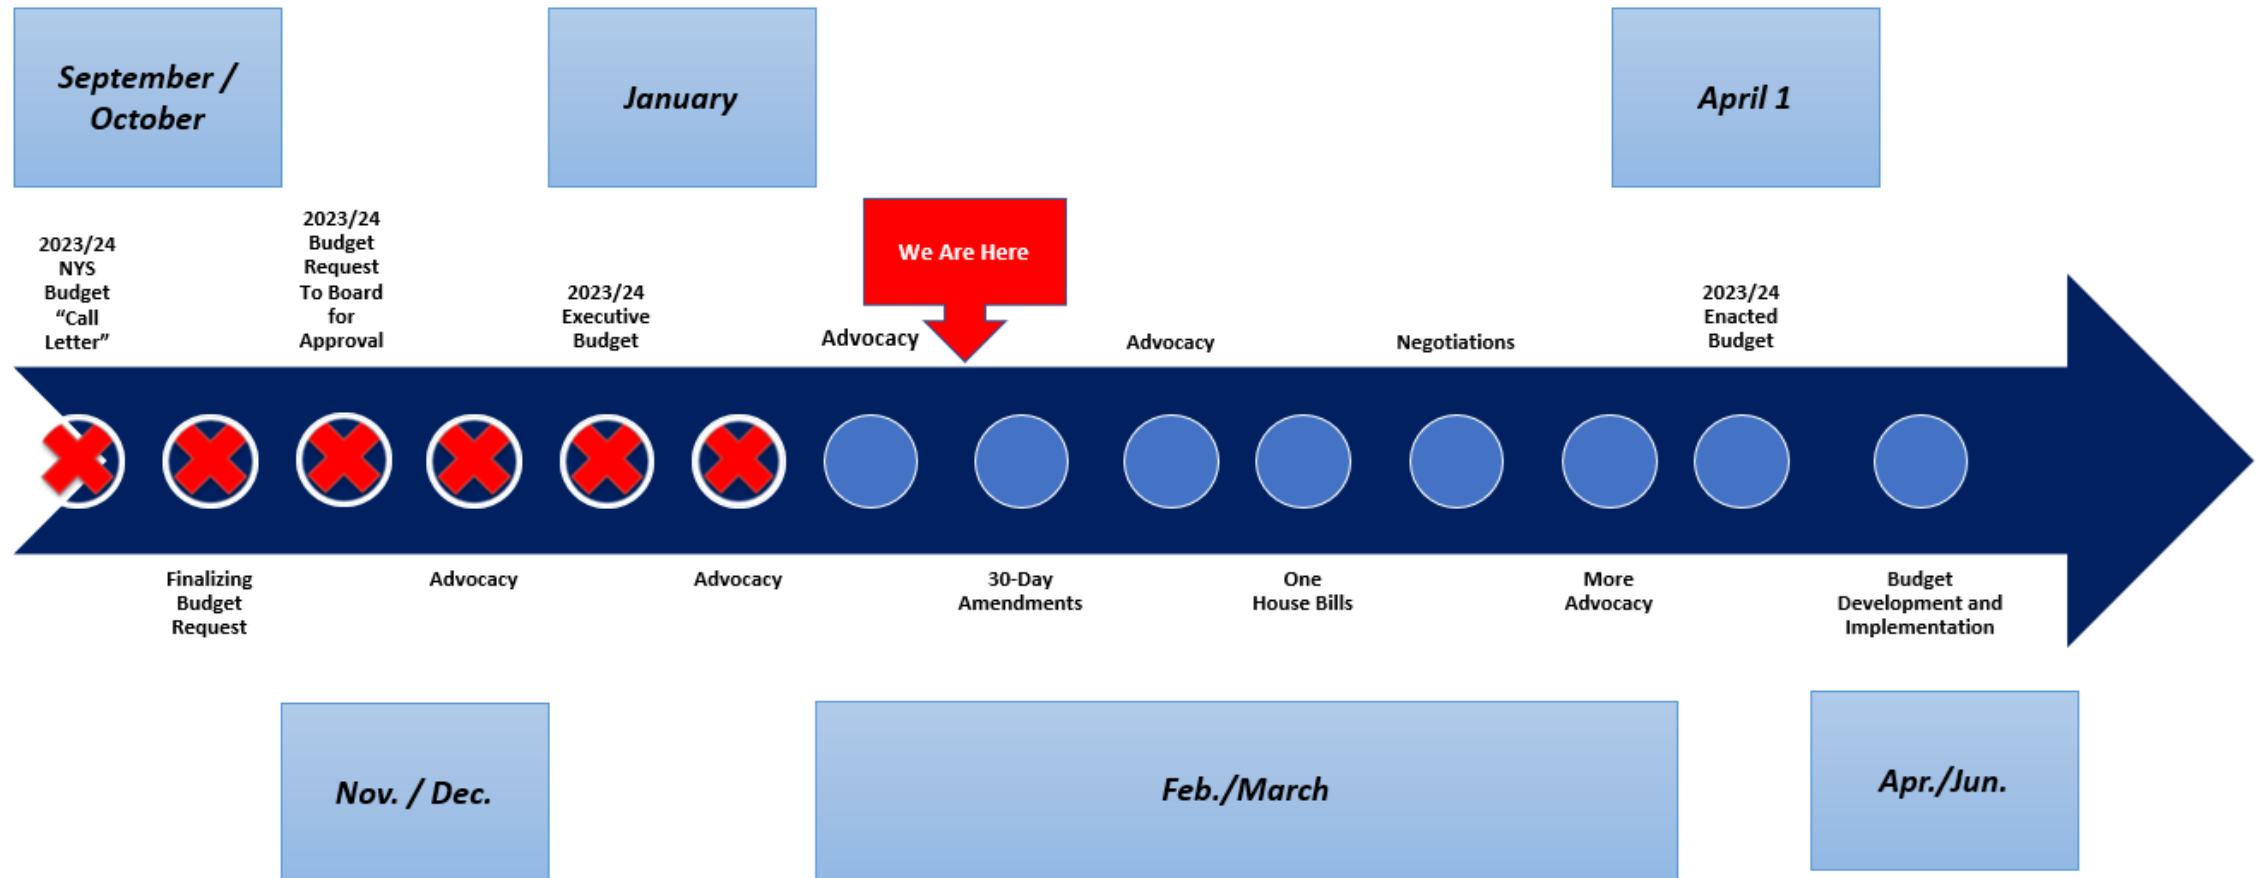 September /
October
January
April 1
2023/24
NYS
Budget
“Call
Letter”
2023/24
Budget
Request
To Board
for
Approval
2023/24
Executive
Budget
Advocacy
We Are Here
Advocacy
Negotiations
2023/24
Enacted
Budget
Finalizing
Budget
Request
Advocacy
Advocacy
30-Day
Amendments
One
House Bills
More
Advocacy
Budget
Development and
Implementation
Nov. / Dec.
Feb./March
Apr./Jun.